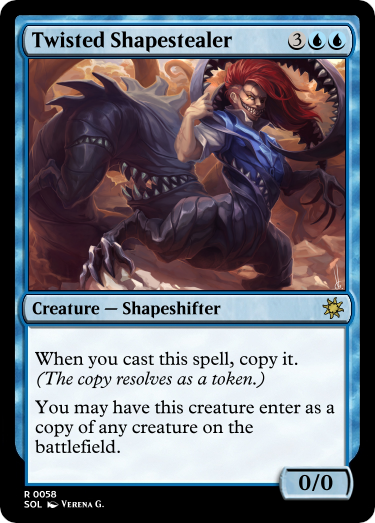 Twisted Shapestealer 3
Creature — Shapeshifter
When you cast this spell, copy it.
(The copy resolves as a token.)
You may have this creature enter as a
copy of any creature on the
battlefield.
0/0
R 0058
SOL VERENA G.